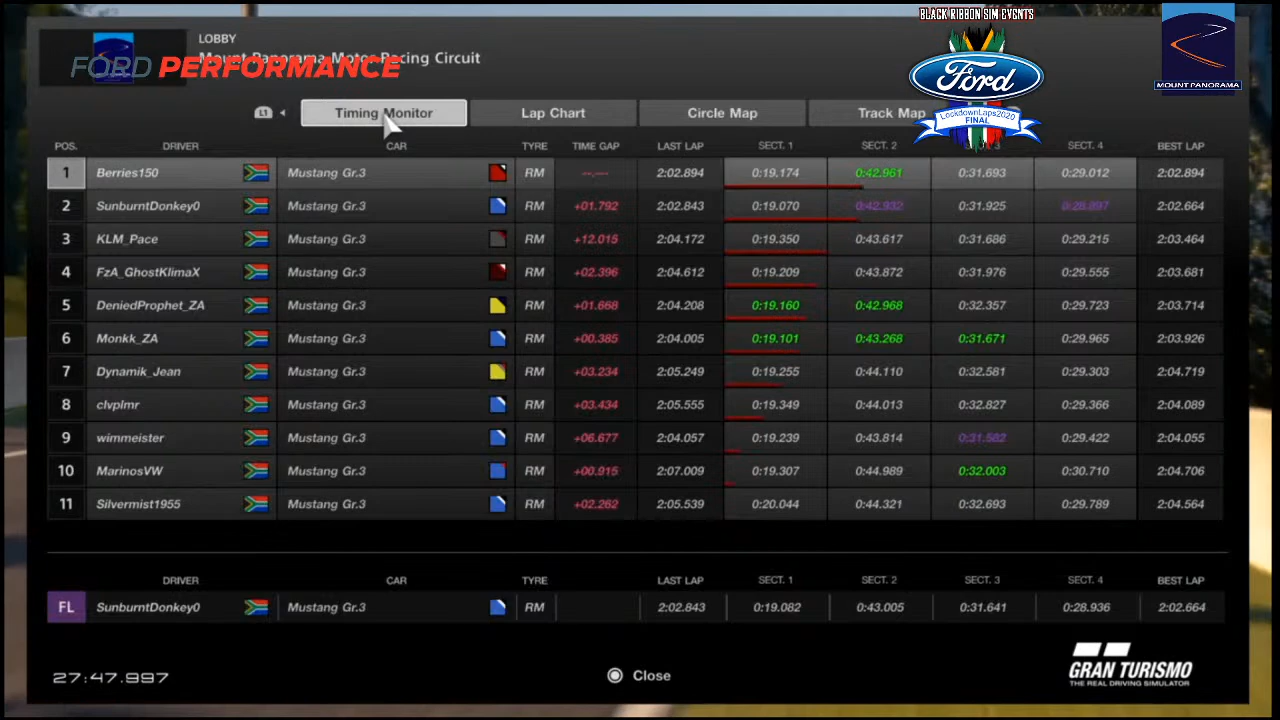 BLACK RIBBON SIM EVENTS
LOBBY
Mount Panorama Motor Racing Circuit
FORD PERFORMANCE
Ford
LockdownLaps2020
FINAL
MOUNT PANORAMA
L1 Timing Monitor Lap Chart Circle Map Track Map
POS. DRIVER CAR TYRE TIME GAP LAST LAP SECT. 1 SECT. 2 SECT. 3 SECT. 4 BEST LAP
1 Berries150 Mustang Gr.3 RM --.--- 2:02.894 0:19.174 0:42.961 0:31.693 0:29.012 2:02.894
2 SunburntDonkey0 Mustang Gr.3 RM +01.792 2:02.843 0:19.070 0:42.932 0:31.925 0:28.897 2:02.664
3 KLM_Pace Mustang Gr.3 RM +12.015 2:04.172 0:19.350 0:43.617 0:31.686 0:29.215 2:03.464
4 FzA_GhostKlimaX Mustang Gr.3 RM +02.396 2:04.612 0:19.209 0:43.872 0:31.976 0:29.555 2:03.681
5 DeniedProphet_ZA Mustang Gr.3 RM +01.668 2:04.208 0:19.160 0:42.968 0:32.357 0:29.723 2:03.714
6 Monkk_ZA Mustang Gr.3 RM +00.385 2:04.005 0:19.101 0:43.268 0:31.671 0:29.965 2:03.926
7 Dynamik_Jean Mustang Gr.3 RM +03.234 2:05.249 0:19.255 0:44.110 0:32.581 0:29.303 2:04.719
8 clvplmr Mustang Gr.3 RM +03.434 2:05.555 0:19.349 0:44.013 0:32.827 0:29.366 2:04.089
9 wimmeister Mustang Gr.3 RM +06.677 2:04.057 0:19.239 0:43.814 0:31.582 0:29.422 2:04.055
10 MarinosVW Mustang Gr.3 RM +00.915 2:07.009 0:19.307 0:44.989 0:32.003 0:30.710 2:04.706
11 Silvermist1955 Mustang Gr.3 RM +02.262 2:05.539 0:20.044 0:44.321 0:32.693 0:29.789 2:04.564
DRIVER CAR TYRE LAST LAP SECT. 1 SECT. 2 SECT. 3 SECT. 4 BEST LAP
FL SunburntDonkey0 Mustang Gr.3 RM 2:02.843 0:19.082 0:43.005 0:31.641 0:28.936 2:02.664
27:47.997
Close
GRAN TURISMO
THE REAL DRIVING SIMULATOR